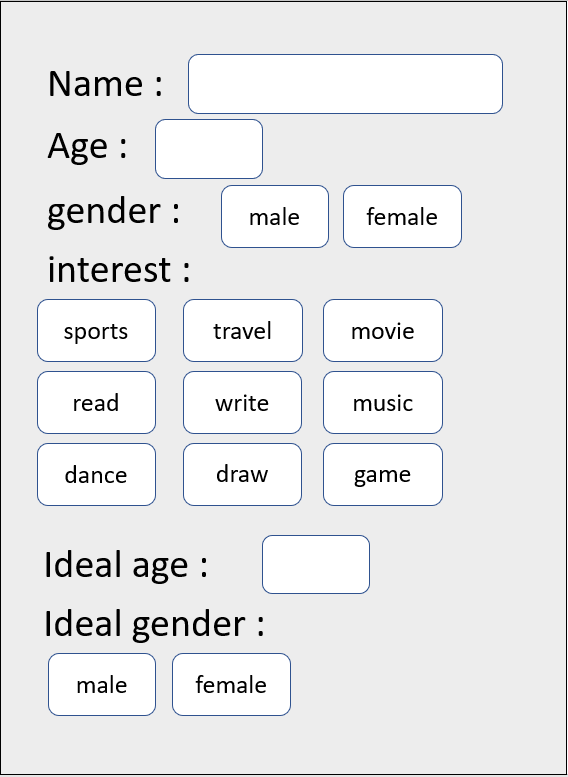 Name :
Age :
gender : male female
interest :
sports travel movie
read write music
dance draw game
Ideal age :
Ideal gender :
male female